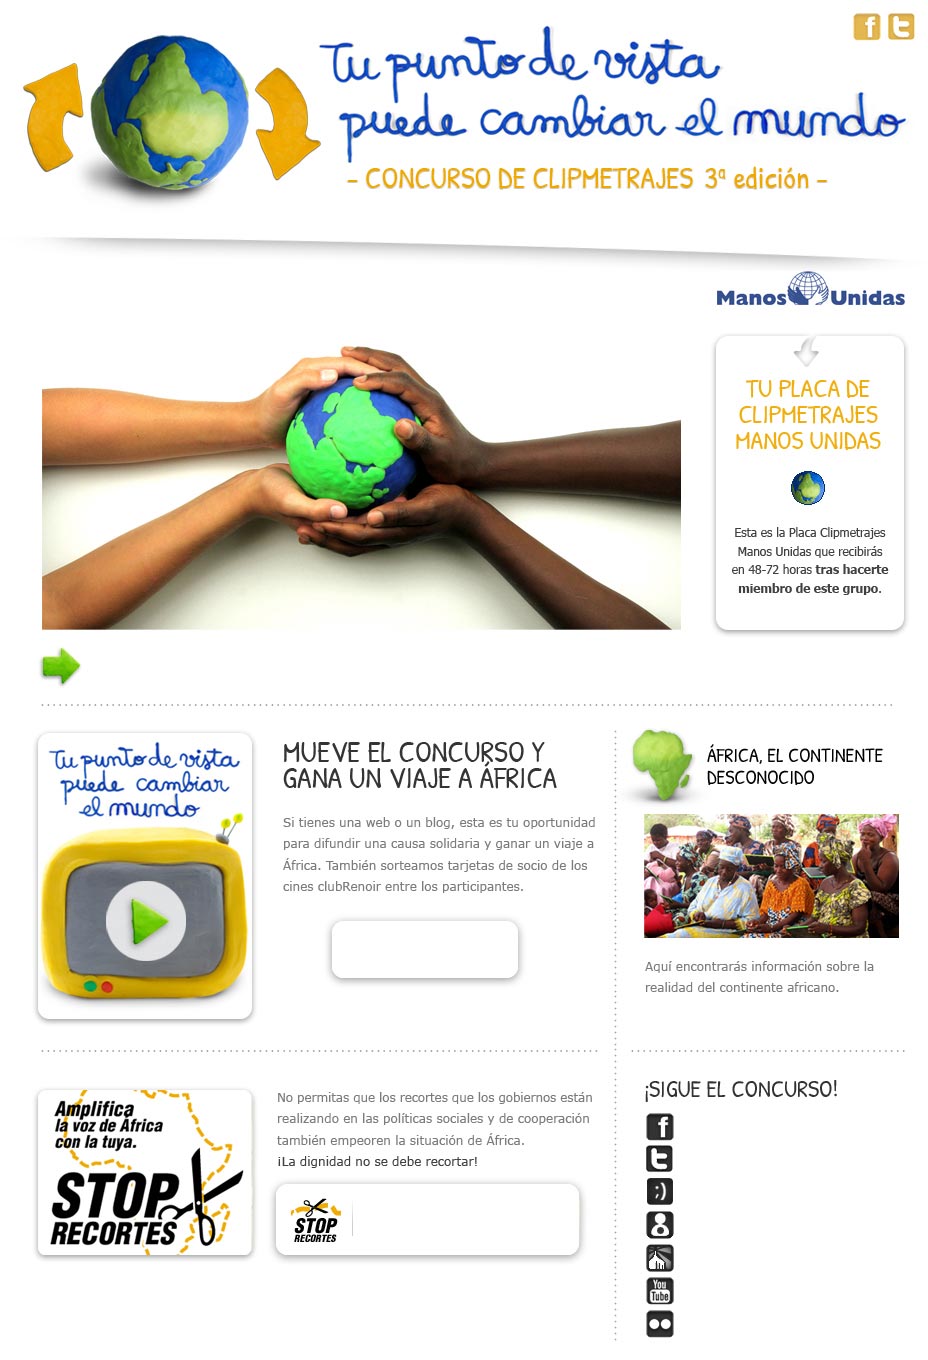 Tu punto de vista
puede cambiar el mundo
- CONCURSO DE CLIPMETRAJES 3ª edición -
Manos Unidas
TU PLACA DE
CLIPMETRAJES
MANOS UNIDAS
Esta es la Placa Clipmetrajes
Manos Unidas que recibirás
en 48-72 horas tras hacerte
miembro de este grupo.
Tu punto de vista
puede cambiar
el mundo
MUEVE EL CONCURSO Y
GANA UN VIAJE A ÁFRICA
Si tienes una web o un blog, esta es tu oportunidad
para difundir una causa solidaria y ganar un viaje a
África. También sorteamos tarjetas de socio de los
cines clubRenoir entre los participantes.
ÁFRICA, EL CONTINENTE
DESCONOCIDO
Aquí encontrarás información sobre la
realidad del continente africano.
Amplifica
la voz de África
con la tuya.
STOP
RECORTES
No permitas que los recortes que los gobiernos están
realizando en las políticas sociales y de cooperación
también empeoren la situación de África.
¡La dignidad no se debe recortar!
STOP
RECORTES
¡SIGUE EL CONCURSO!
You
Tube